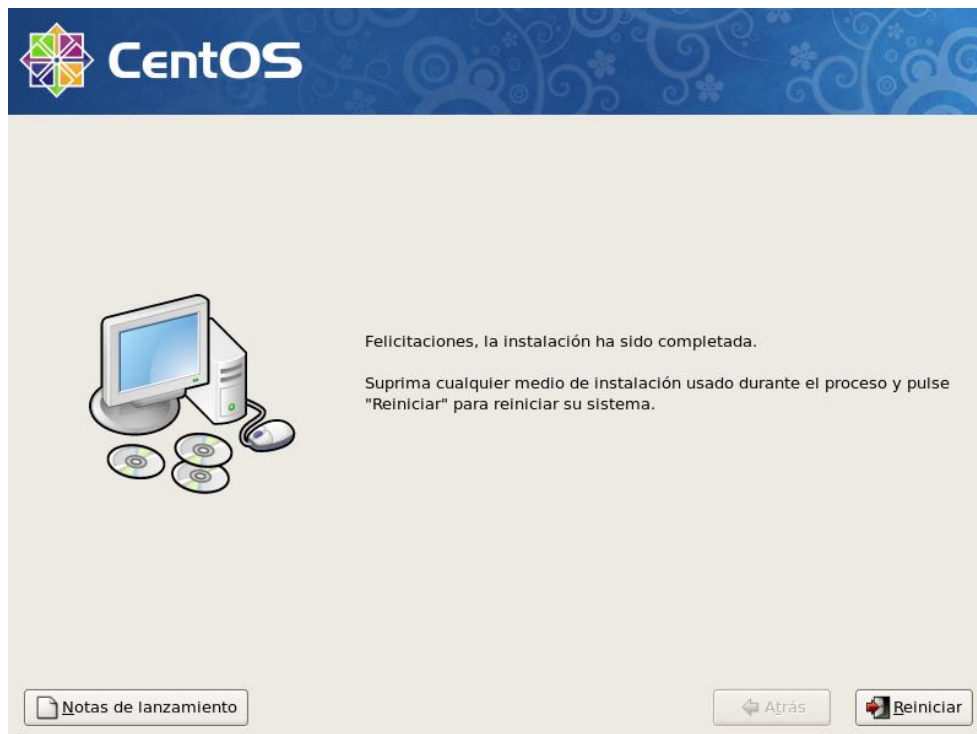 CentOS
Felicitaciones, la instalación ha sido completada.
Suprima cualquier medio de instalación usado durante el proceso y pulse
"Reiniciar" para reiniciar su sistema.
Notas de lanzamiento
Atrás
Reiniciar